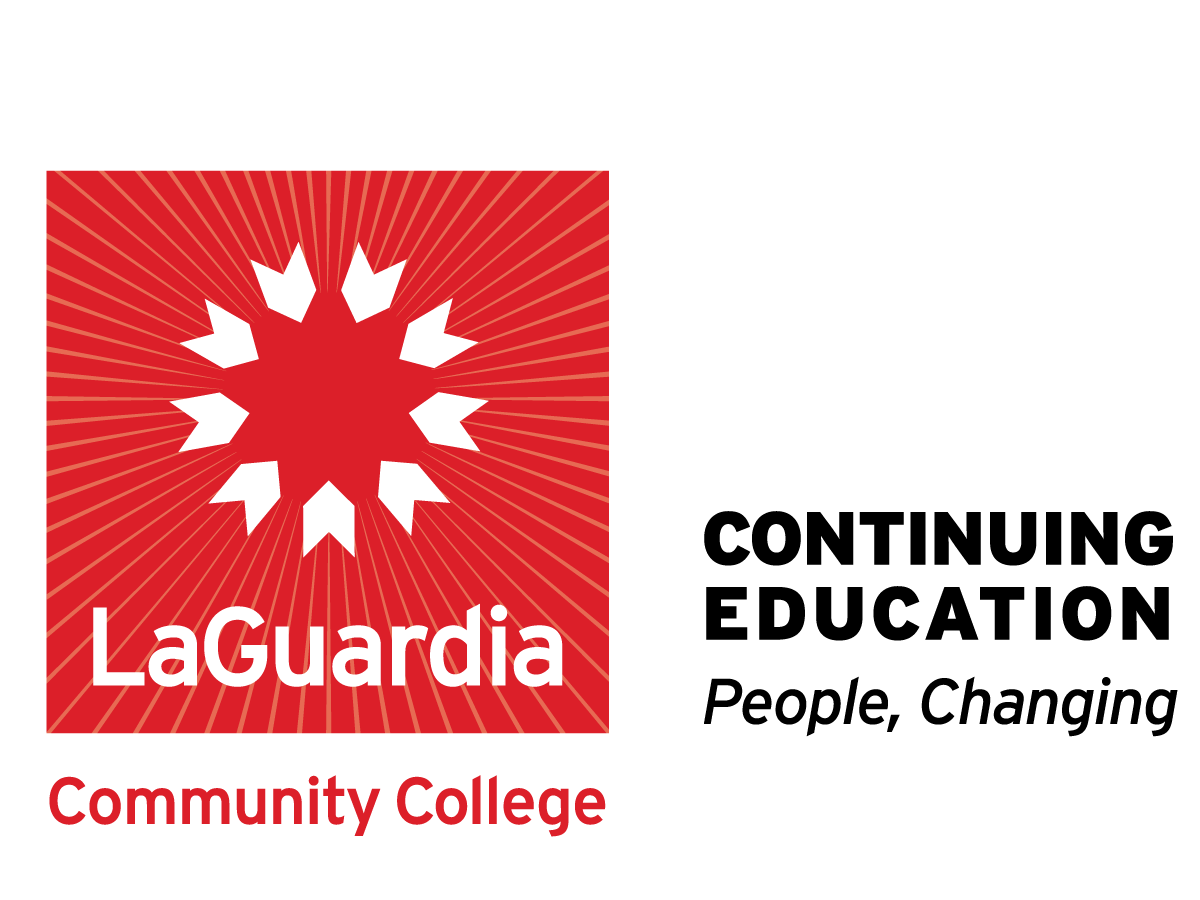 LaGuardia
Community College
CONTINUING
EDUCATION
People, Changing